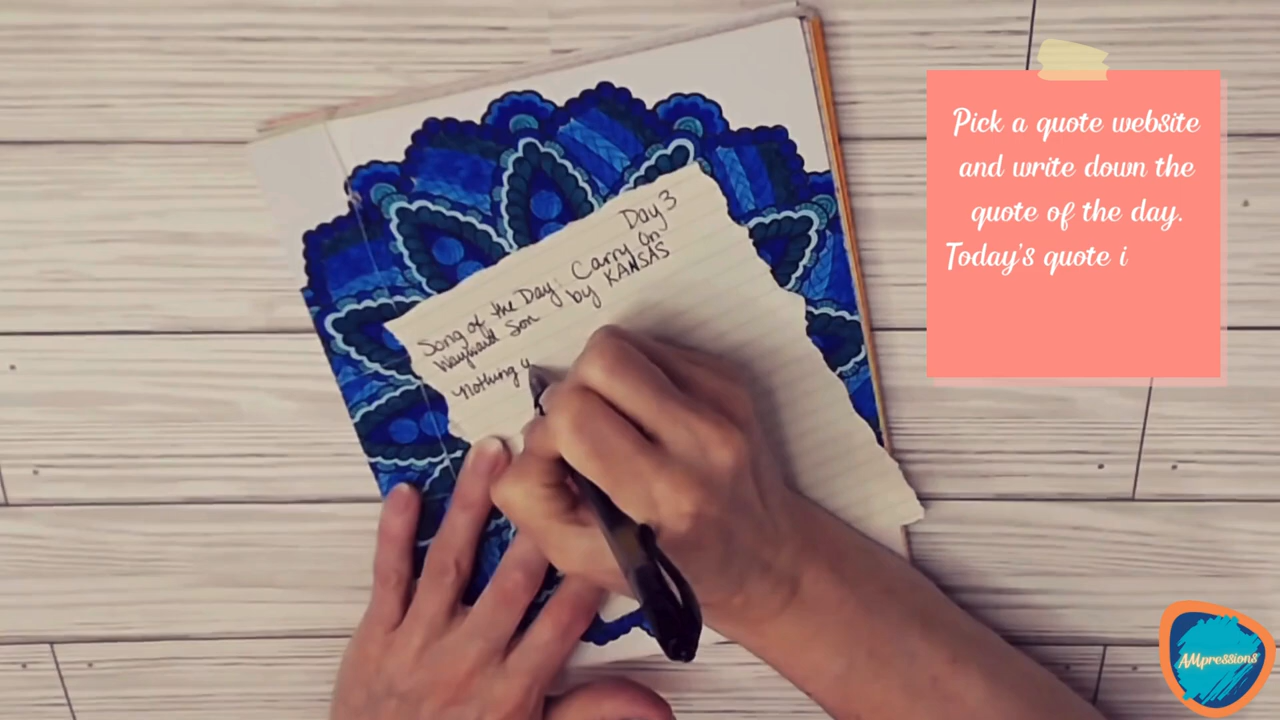 Day 3
Song of the Day: Carry On
Wayward Son by KANSAS
Nothing
Pick a quote website
and write down the
quote of the day.
Today's quote i
AMpressions